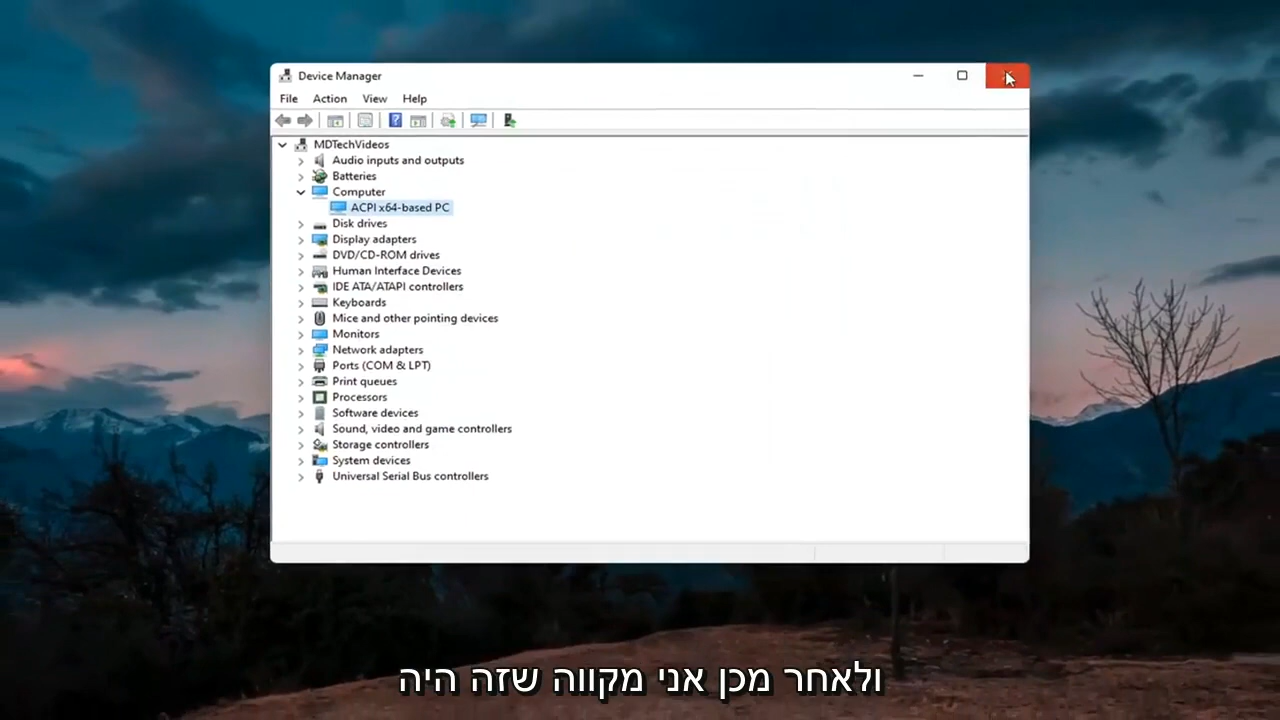 Device Manager
File Action View Help
MDTechVideos
Audio inputs and outputs
Batteries
Computer
ACPI x64-based PC
Disk drives
Display adapters
DVD/CD-ROM drives
Human Interface Devices
IDE ATA/ATAPI controllers
Keyboards
Mice and other pointing devices
Monitors
Network adapters
Ports (COM & LPT)
Print queues
Processors
Software devices
Sound, video and game controllers
Storage controllers
System devices
Universal Serial Bus controllers
ולאחר מכן אני מקווה שזה היה